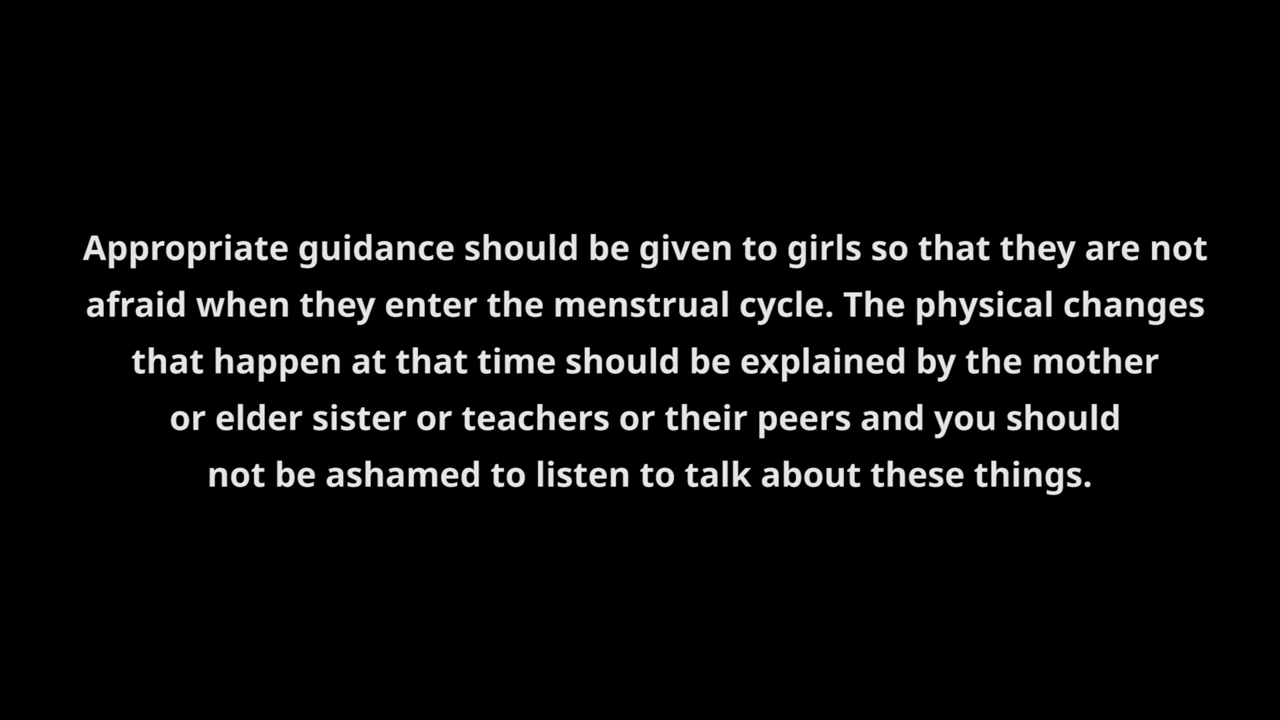 Appropriate guidance should be given to girls so that they are not
afraid when they enter the menstrual cycle. The physical changes
that happen at that time should be explained by the mother
or elder sister or teachers or their peers and you should
not be ashamed to listen to talk about these things.